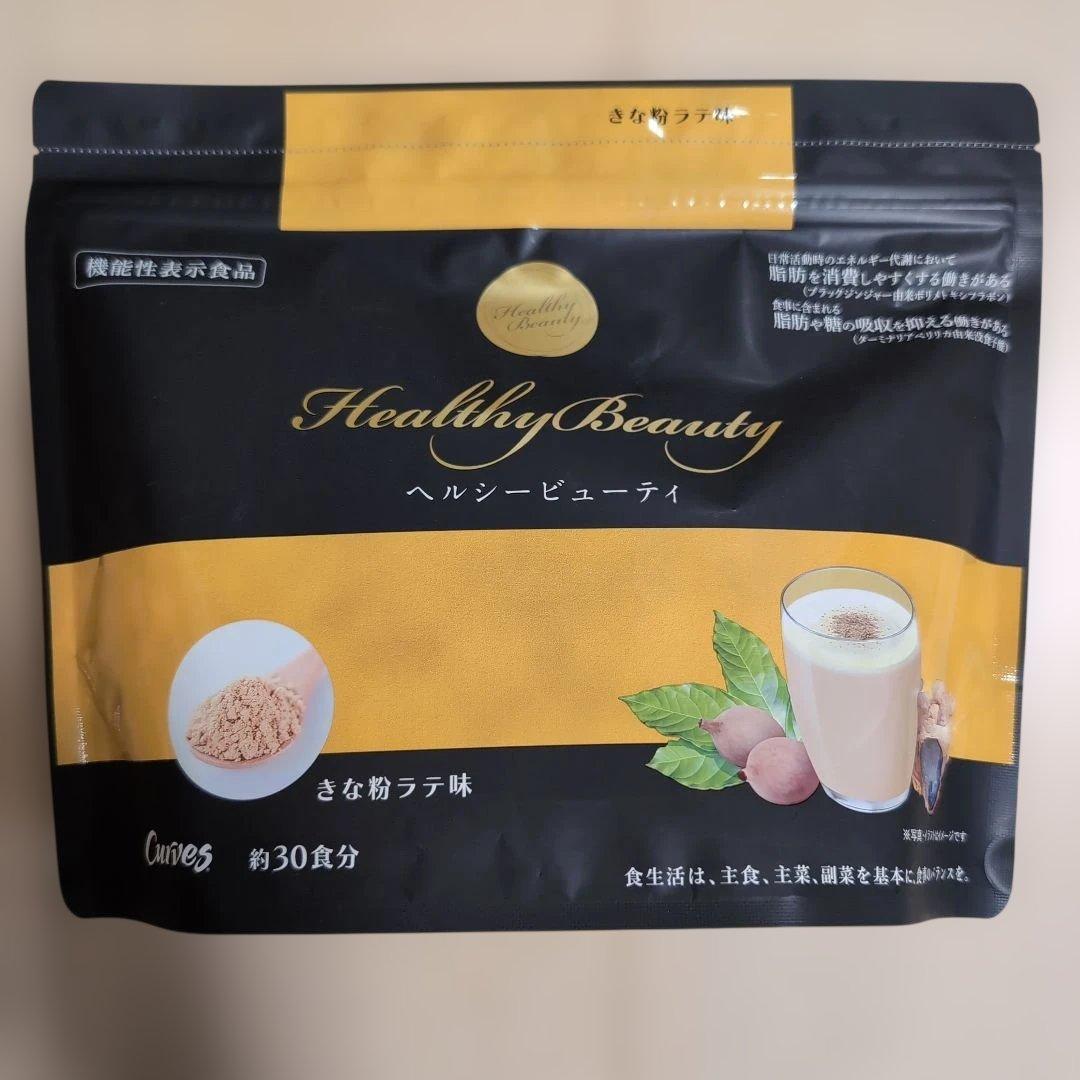 きな粉ラテ味
機能性表示食品
日常活動時のエネルギー代謝において
脂肪を消費しやすくする働きがある
(ブラックジンジャー由来ポリメトキシフラボン)
食事に含まれる
脂肪や糖の吸収を抑える働きがある
(ターミナリアベリリカ由来没食子酸)
Healthy
Beauty
Healthy Beauty
ヘルシービューティ
きな粉ラテ味
※写真・イラストはイメージです
Curves
約30食分
食生活は、主食、主菜、副菜を基本に、食事のバランスを。